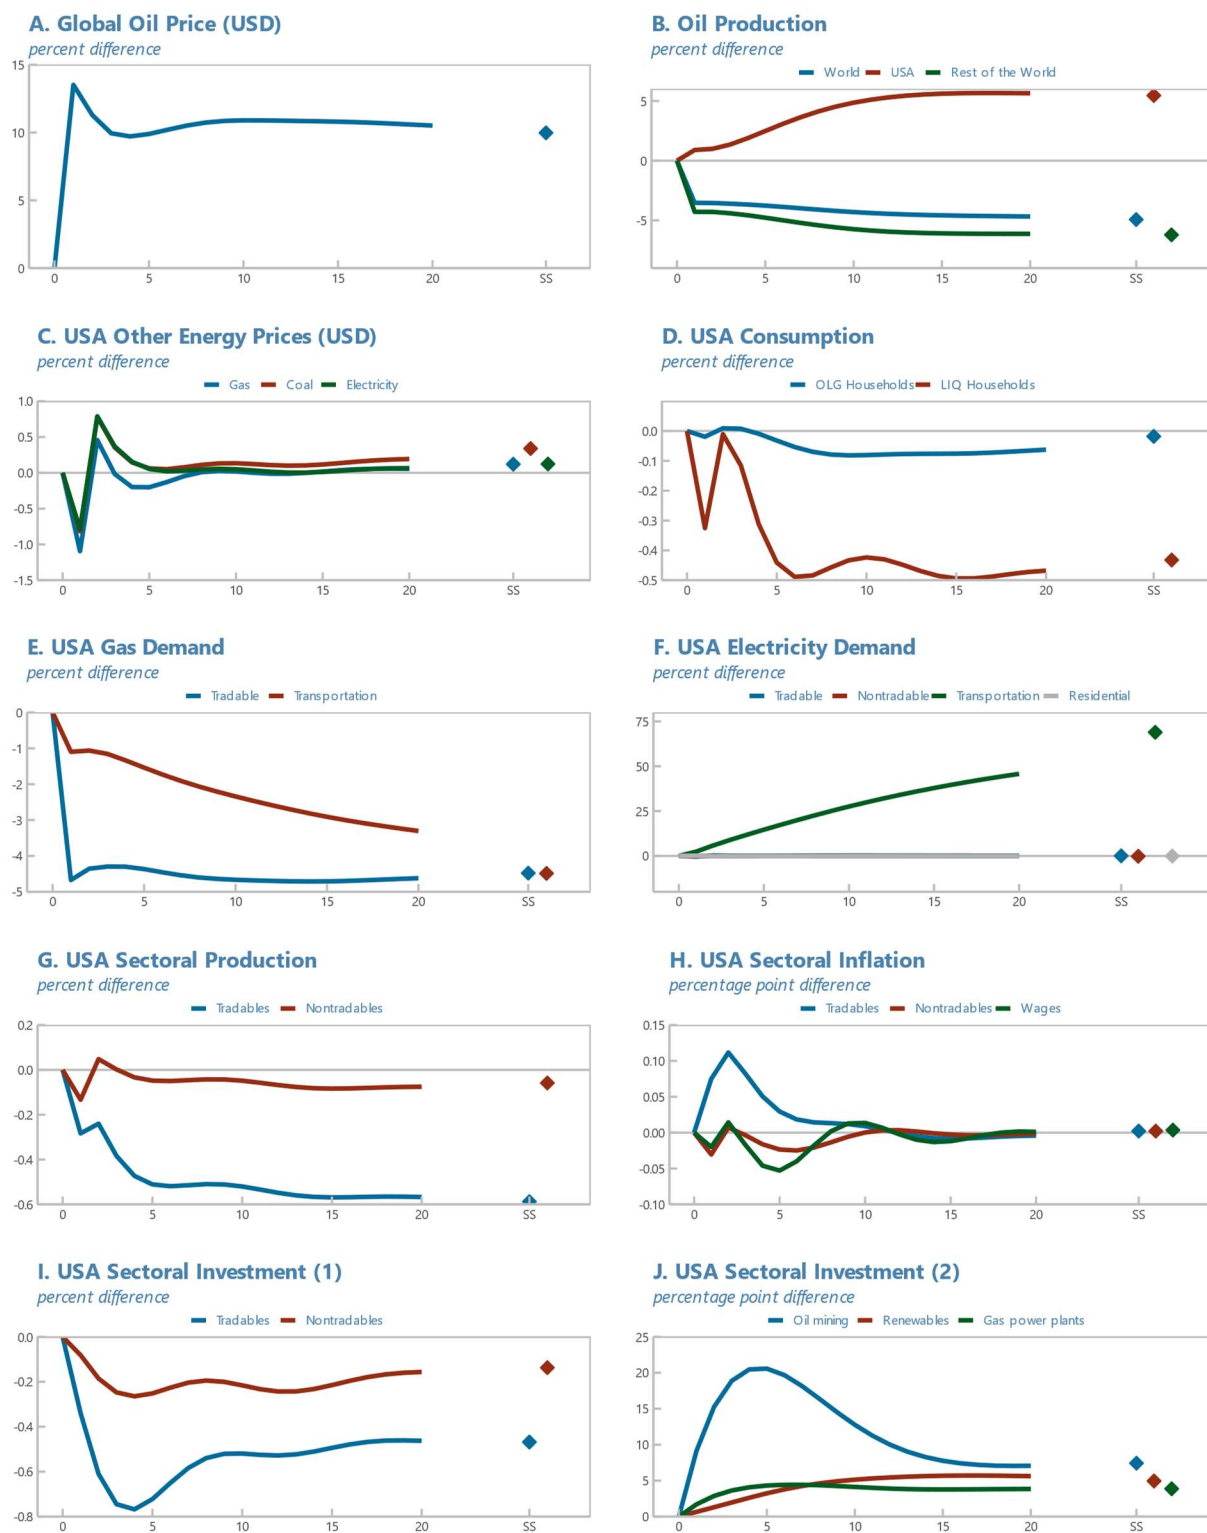 A. Global Oil Price (USD)
percent difference
15
10
5
0
0 5 10 15 20 SS
B. Oil Production
percent difference
World USA Rest of the World
5
0
-5
0 5 10 15 20 SS
C. USA Other Energy Prices (USD)
percent difference
Gas Coal Electricity
1.0
0.5
0.0
-0.5
-1.0
-1.5
0 5 10 15 20 SS
D. USA Consumption
percent difference
OLG Households LIQ Households
0.0
-0.1
-0.2
-0.3
-0.4
-0.5
0 5 10 15 20 SS
E. USA Gas Demand
percent difference
Tradable Transportation
0
-1
-2
-3
-4
-5
0 5 10 15 20 SS
F. USA Electricity Demand
percent difference
Tradable Nontradable Transportation Residential
75
50
25
0
0 5 10 15 20 SS
G. USA Sectoral Production
percent difference
Tradables Nontradables
0.2
0.0
-0.2
-0.4
-0.6
0 5 10 15 20 SS
H. USA Sectoral Inflation
percentage point difference
Tradables Nontradables Wages
0.15
0.10
0.05
0.00
-0.05
-0.10
0 5 10 15 20 SS
I. USA Sectoral Investment (1)
percent difference
Tradables Nontradables
0.0
-0.2
-0.4
-0.6
-0.8
0 5 10 15 20 SS
J. USA Sectoral Investment (2)
percentage point difference
Oil mining Renewables Gas power plants
25
20
15
10
5
0
0 5 10 15 20 SS